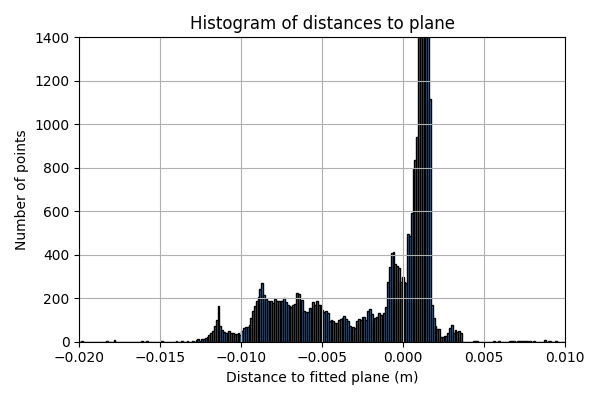 Histogram of distances to plane
1400
1200
1000
800
600
400
200
0
Number of points
−0.020 −0.015 −0.010 −0.005 0.000 0.005 0.010
Distance to fitted plane (m)